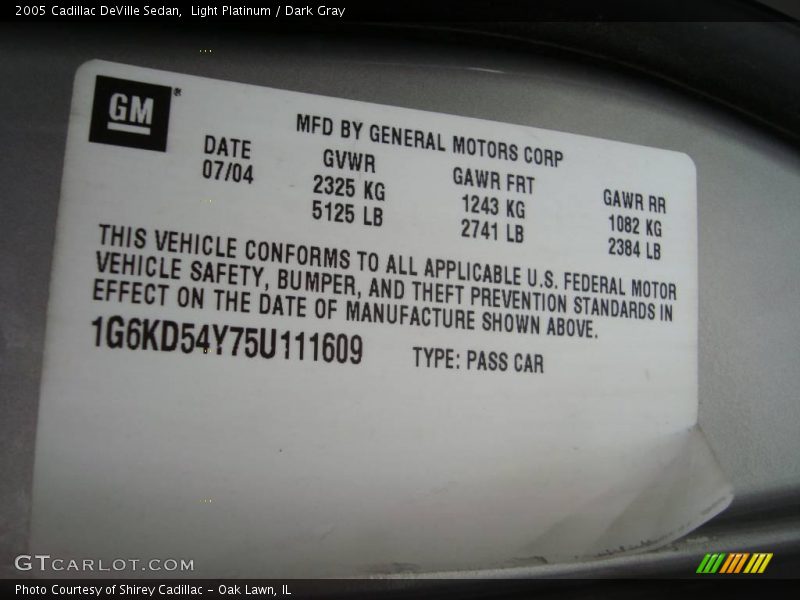 2005 Cadillac DeVille Sedan,  Light Platinum / Dark Gray
GM®
MFD BY GENERAL MOTORS CORP
DATE GVWR GAWR FRT GAWR RR
07/04 2325 KG 1243 KG 1082 KG
5125 LB 2741 LB 2384 LB
THIS VEHICLE CONFORMS TO ALL APPLICABLE U.S. FEDERAL MOTOR
VEHICLE SAFETY, BUMPER, AND THEFT PREVENTION STANDARDS IN
EFFECT ON THE DATE OF MANUFACTURE SHOWN ABOVE.
1G6KD54Y75U111609 TYPE: PASS CAR
GTCARLOT.COM
Photo Courtesy of Shirey Cadillac - Oak Lawn, IL